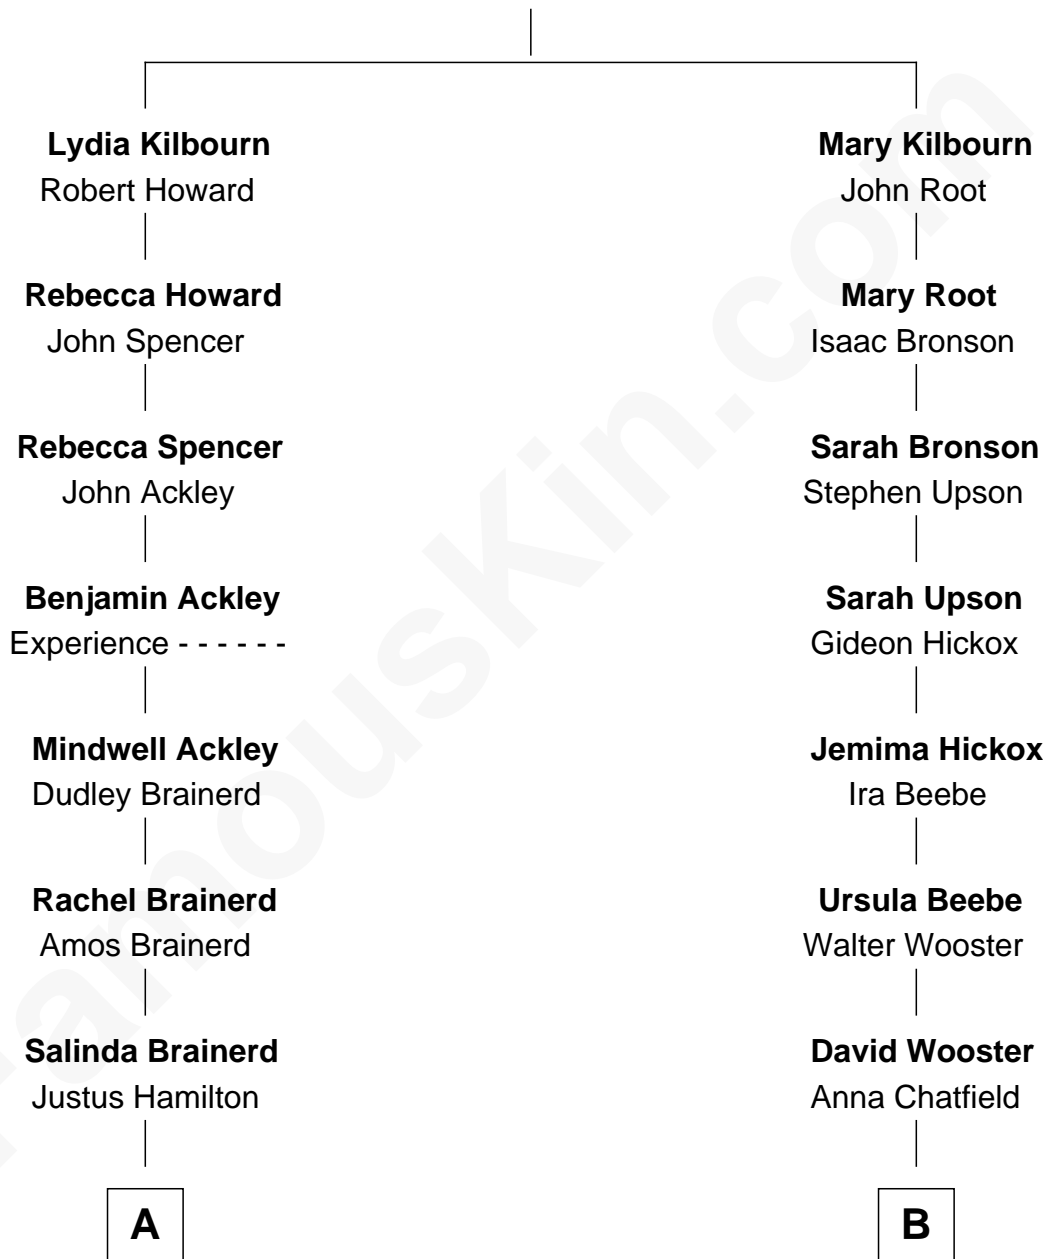 Lydia Kilbourn
Robert Howard
Mary Kilbourn
John Root
Rebecca Howard
John Spencer
Mary Root
Isaac Bronson
Rebecca Spencer
John Ackley
Sarah Bronson
Stephen Upson
Benjamin Ackley
Experience - - - - - -
Sarah Upson
Gideon Hickox
Mindwell Ackley
Dudley Brainerd
Jemima Hickox
Ira Beebe
Rachel Brainerd
Amos Brainerd
Ursula Beebe
Walter Wooster
Salinda Brainerd
Justus Hamilton
David Wooster
Anna Chatfield
A
B
FamousKin.com